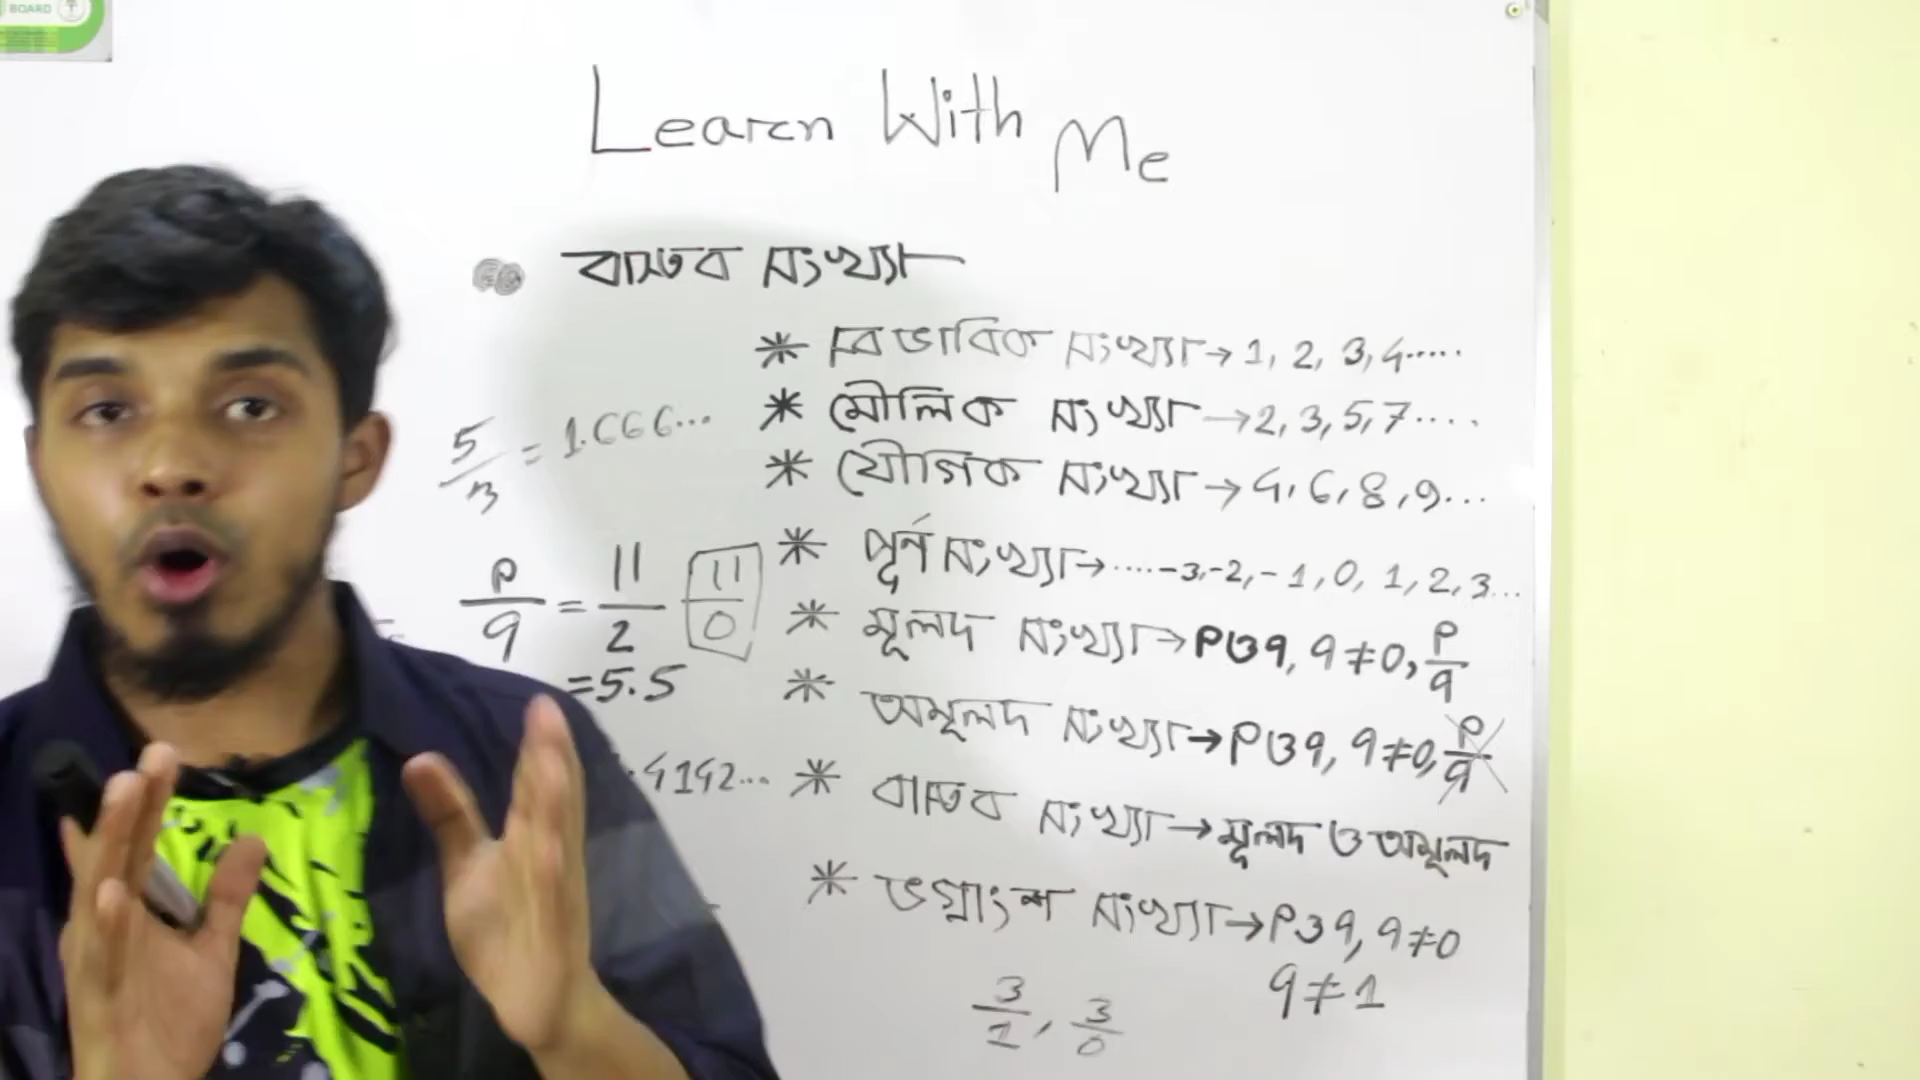 BOARD
Learn With Me
বাস্তব সংখ্যা
* স্বাভাবিক সংখ্যা → 1, 2, 3, 4.....
* মৌলিক সংখ্যা → 2, 3, 5, 7....
* যৌগিক সংখ্যা → 4, 6, 8, 9...
* পূর্ণ সংখ্যা → ....-3, -2, -1, 0, 1, 2, 3...
* মূলদ সংখ্যা → P ও q, q ≠ 0, P/q
* অমূলদ সংখ্যা → P ও q, q ≠ 0, P/q
* বাস্তব সংখ্যা → মূলদ ও অমূলদ
* ভগ্নাংশ সংখ্যা → P ও q, q ≠ 0
q ≠ 1
3/1, 3/0
5/3 = 1.666...
P/q = 11/2 11/0
= 5.5
.4142...